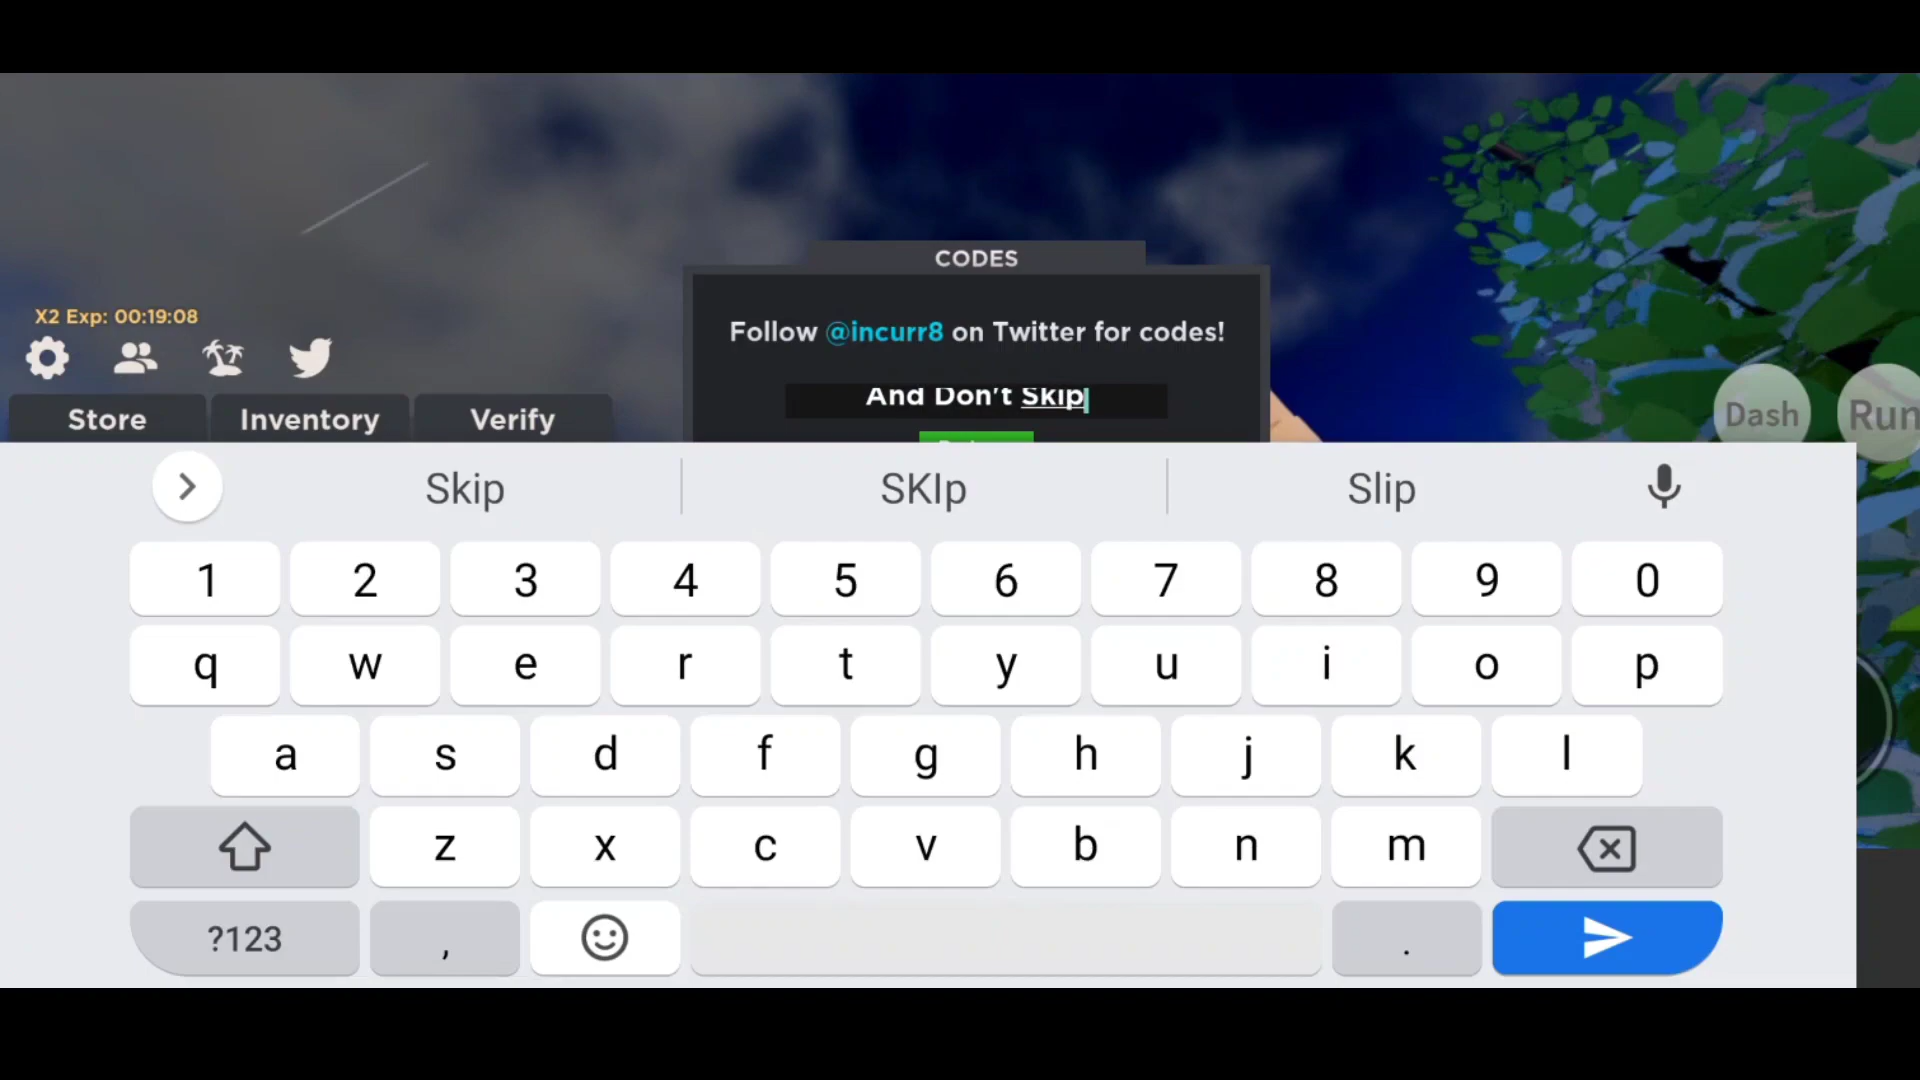 CODES
Follow @incurr8 on Twitter for codes!
And Don't Skip
X2 Exp: 00:19:08
Store Inventory Verify
Dash Run
Skip SKIp Slip
1 2 3 4 5 6 7 8 9 0
q w e r t y u i o p
a s d f g h j k l
z x c v b n m
?123 , .